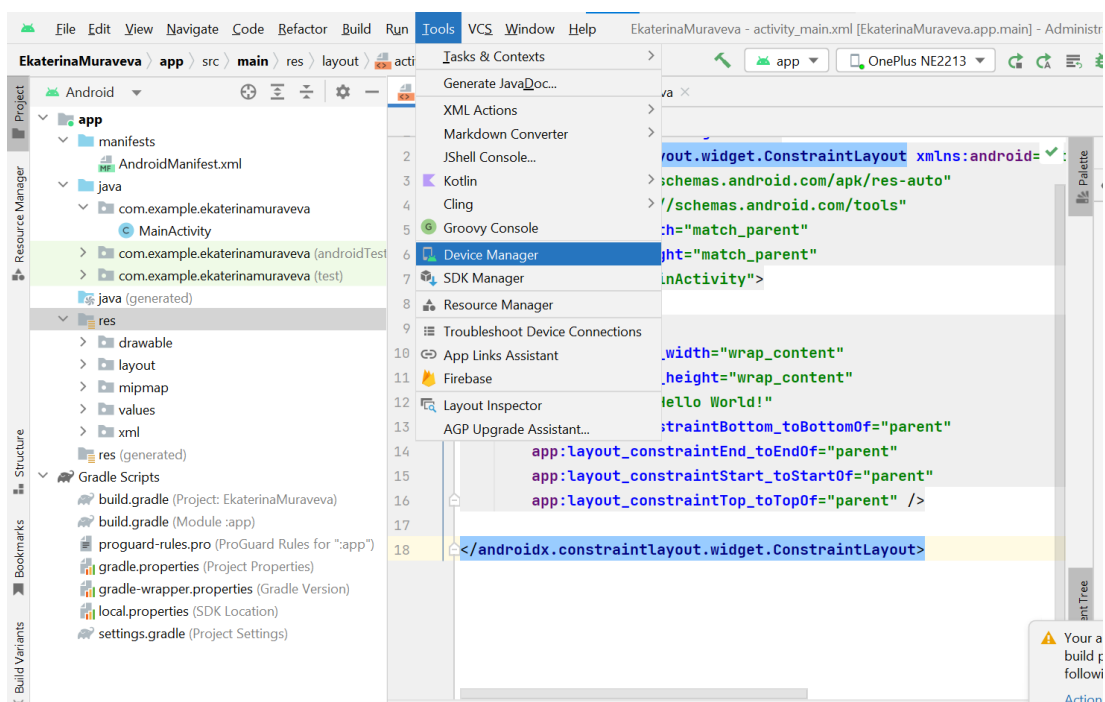 File Edit View Navigate Code Refactor Build Run Tools VCS Window Help EkaterinaMuraveva - activity_main.xml [EkaterinaMuraveva.app.main] - Administr
EkaterinaMuraveva app src main res layout acti
app OnePlus NE2213
Android
Project
Resource Manager
Structure
Bookmarks
Build Variants
app
manifests
AndroidManifest.xml
java
com.example.ekaterinamuraveva
MainActivity
com.example.ekaterinamuraveva (androidTest
com.example.ekaterinamuraveva (test)
java (generated)
res
drawable
layout
mipmap
values
xml
res (generated)
Gradle Scripts
build.gradle (Project: EkaterinaMuraveva)
build.gradle (Module :app)
proguard-rules.pro (ProGuard Rules for ":app")
gradle.properties (Project Properties)
gradle-wrapper.properties (Gradle Version)
local.properties (SDK Location)
settings.gradle (Project Settings)
Tasks & Contexts
Generate JavaDoc...
XML Actions
Markdown Converter
JShell Console...
Kotlin
Cling
Groovy Console
Device Manager
SDK Manager
Resource Manager
Troubleshoot Device Connections
App Links Assistant
Firebase
Layout Inspector
AGP Upgrade Assistant...
va
2 yout.widget.ConstraintLayout xmlns:android=
3 schemas.android.com/apk/res-auto"
4 //schemas.android.com/tools"
5 th="match_parent"
6 ht="match_parent"
7 inActivity">
8
9
10 _width="wrap_content"
11 _height="wrap_content"
12 Hello World!"
13 straintBottom_toBottomOf="parent"
14 app:layout_constraintEnd_toEndOf="parent"
15 app:layout_constraintStart_toStartOf="parent"
16 app:layout_constraintTop_toTopOf="parent" />
17
18 </androidx.constraintlayout.widget.ConstraintLayout>
Palette
ent Tree
Your a
build p
followi
Action